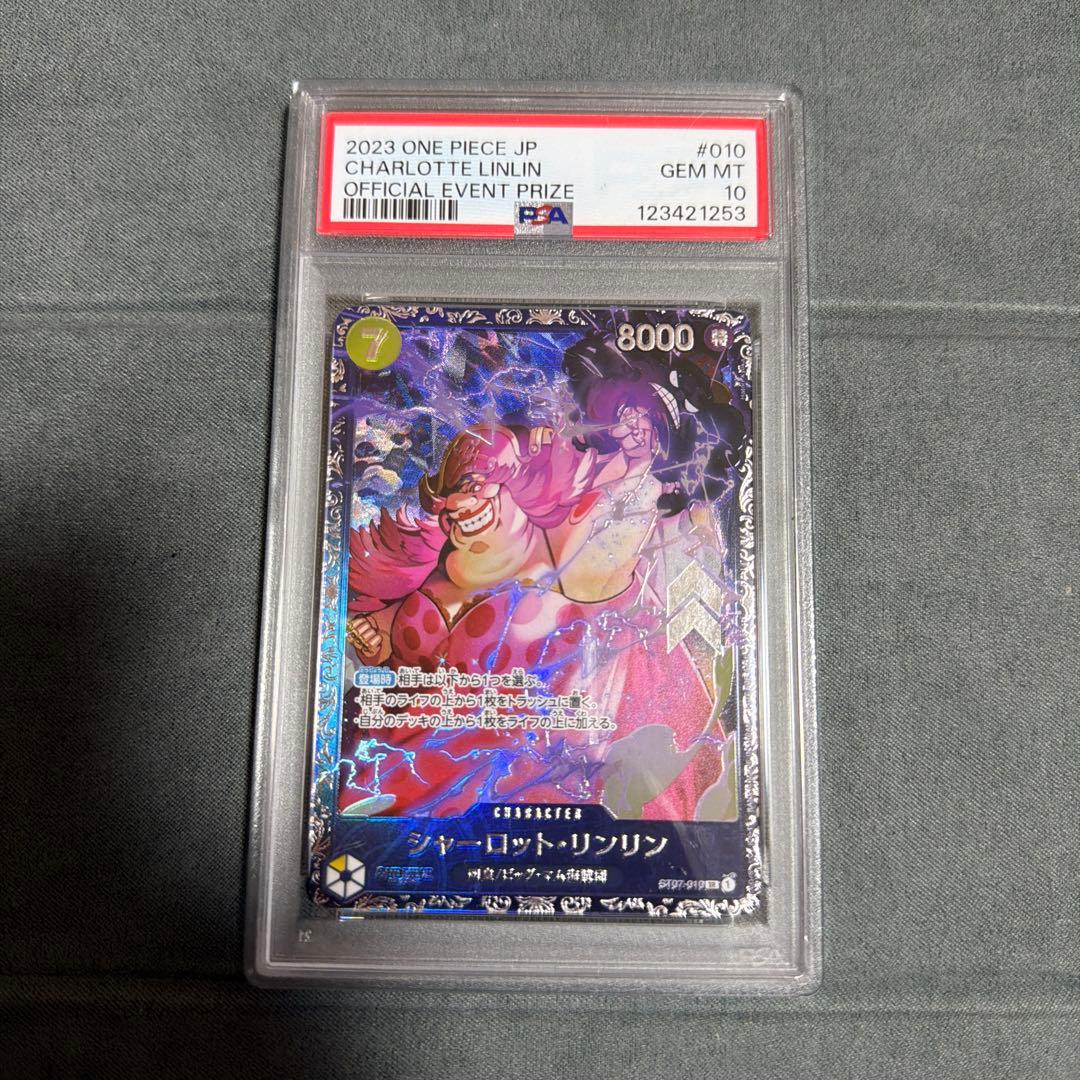 2023 ONE PIECE JP #010
CHARLOTTE LINLIN GEM MT
OFFICIAL EVENT PRIZE 10
PSA 123421253
7 8000 特
登場時 相手は以下から1つを選ぶ。
・相手のライフの上から1枚をトラッシュに置く。
・自分のデッキの上から1枚をライフの上に加える。
CHARACTER
シャーロット・リンリン
四皇/ビッグ・マム海賊団
ST07-010 SR 1